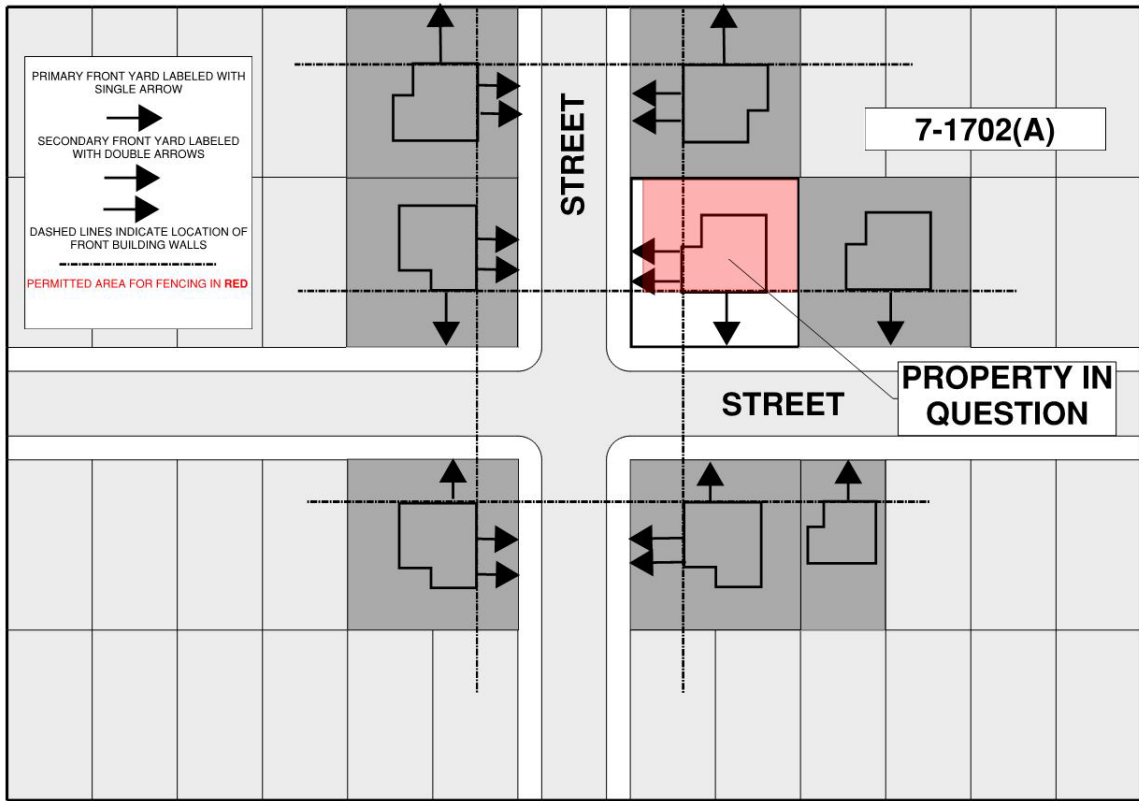 PRIMARY FRONT YARD LABELED WITH
SINGLE ARROW
SECONDARY FRONT YARD LABELED
WITH DOUBLE ARROWS
DASHED LINES INDICATE LOCATION OF
FRONT BUILDING WALLS
PERMITTED AREA FOR FENCING IN RED
STREET
7-1702(A)
STREET
PROPERTY IN
QUESTION